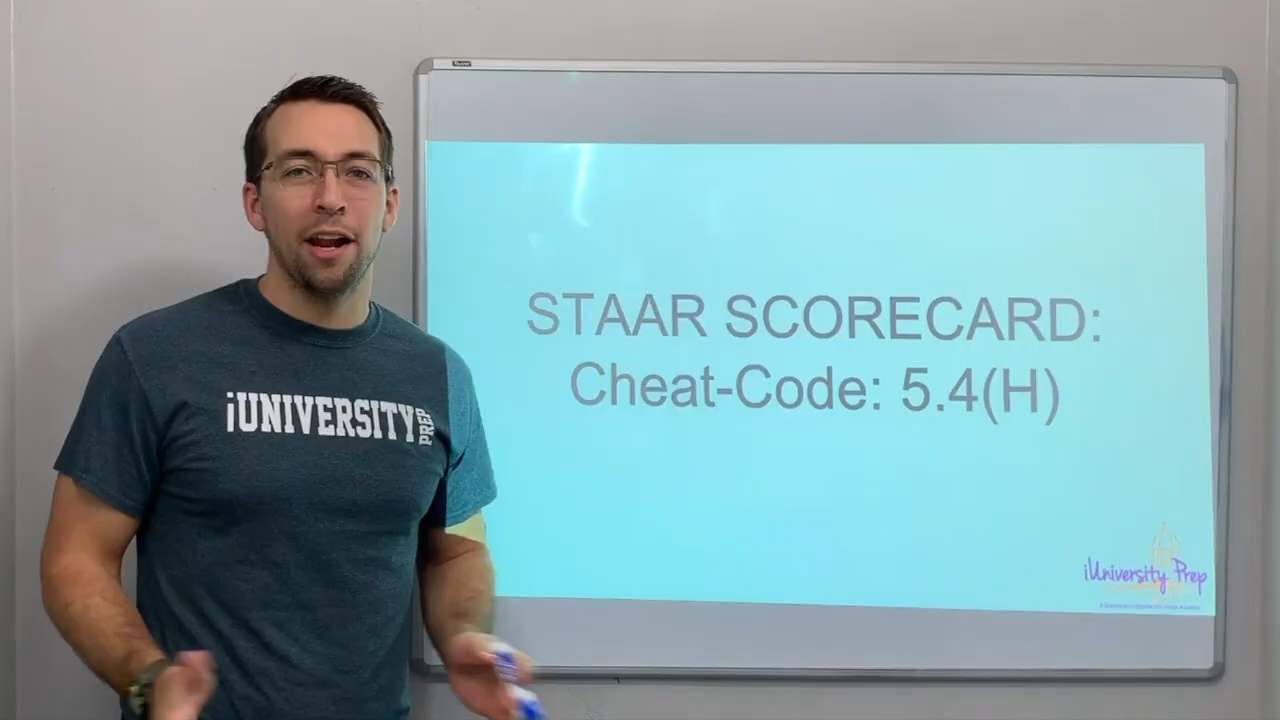 STAAR SCORECARD:
Cheat-Code: 5.4(H)
iUNIVERSITY
PREP
iUniversity Prep